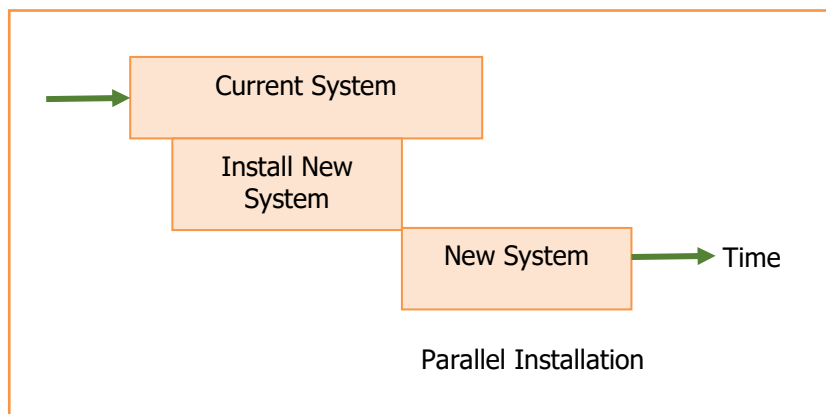 Current System
Install New
System
New System
Time
Parallel Installation